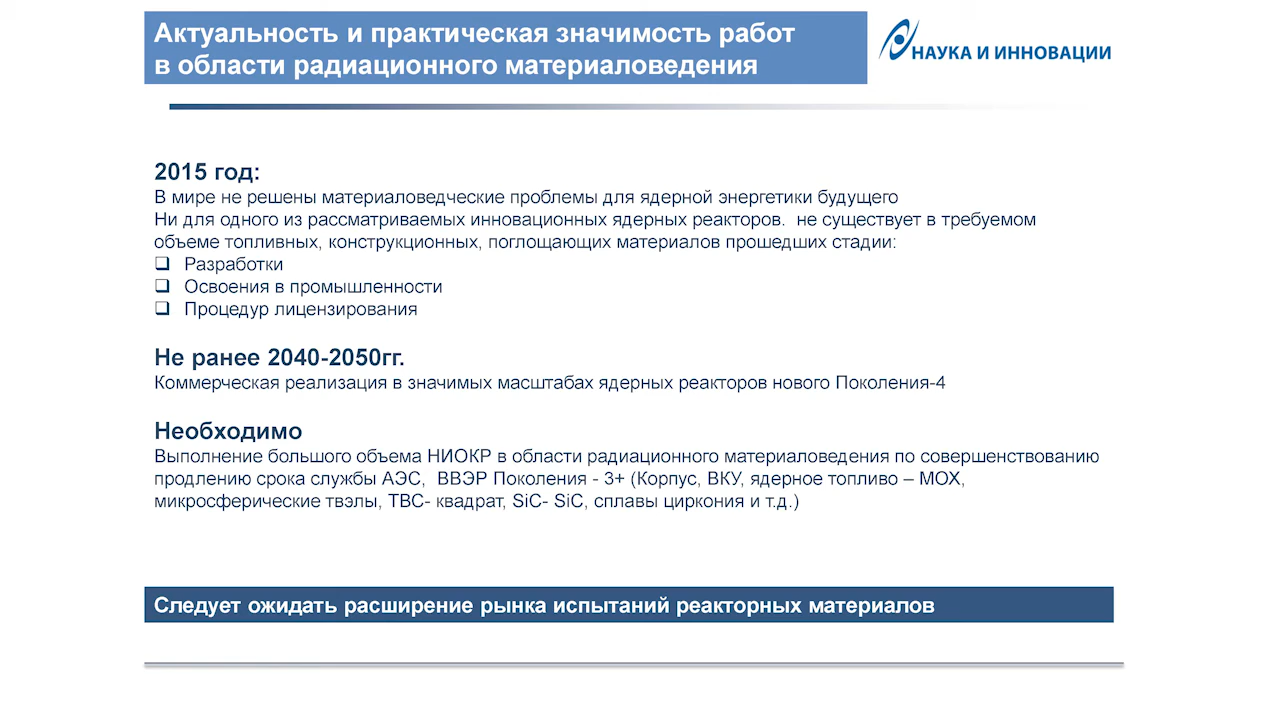 Актуальность и практическая значимость работ
в области радиационного материаловедения
НАУКА И ИННОВАЦИИ
2015 год:
В мире не решены материаловедческие проблемы для ядерной энергетики будущего
Ни для одного из рассматриваемых инновационных ядерных реакторов.  не существует в требуемом
объеме топливных, конструкционных, поглощающих материалов прошедших стадии:
❑ Разработки
❑ Освоения в промышленности
❑ Процедур лицензирования
Не ранее 2040-2050гг.
Коммерческая реализация в значимых масштабах ядерных реакторов нового Поколения-4
Необходимо
Выполнение большого объема НИОКР в области радиационного материаловедения по совершенствованию
продлению срока службы АЭС,  ВВЭР Поколения - 3+ (Корпус, ВКУ, ядерное топливо – МОХ,
микросферические твэлы, ТВС- квадрат, SiC- SiC, сплавы циркония и т.д.)
Следует ожидать расширение рынка испытаний реакторных материалов